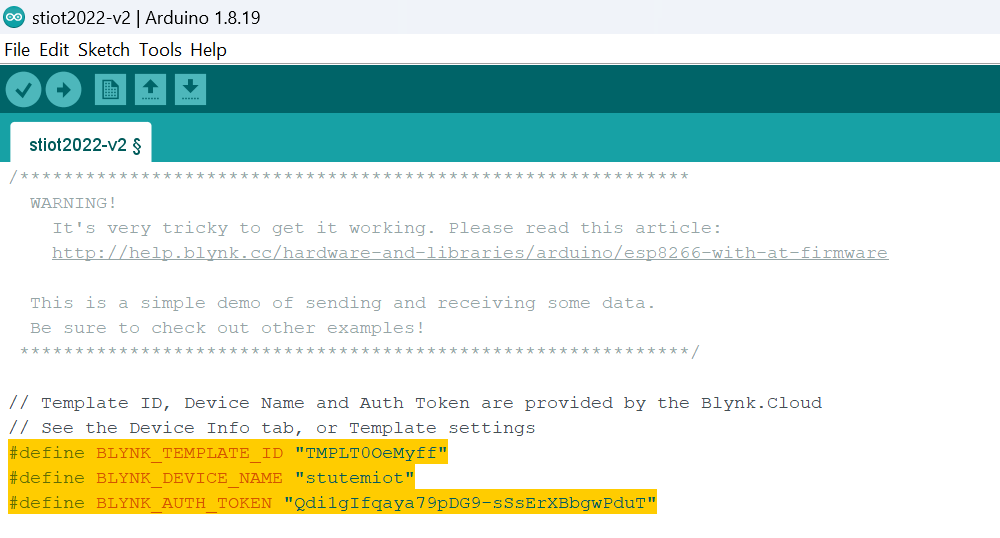 stiot2022-v2 | Arduino 1.8.19
File Edit Sketch Tools Help
stiot2022-v2 §
/*************************************************************
WARNING!
It's very tricky to get it working. Please read this article:
http://help.blynk.cc/hardware-and-libraries/arduino/esp8266-with-at-firmware
This is a simple demo of sending and receiving some data.
Be sure to check out other examples!
*************************************************************/
// Template ID, Device Name and Auth Token are provided by the Blynk.Cloud
// See the Device Info tab, or Template settings
#define BLYNK_TEMPLATE_ID "TMPLT0OeMyff"
#define BLYNK_DEVICE_NAME "stutemiot"
#define BLYNK_AUTH_TOKEN "Qdi1gIfqaya79pDG9-sSsErXBbgwPduT"